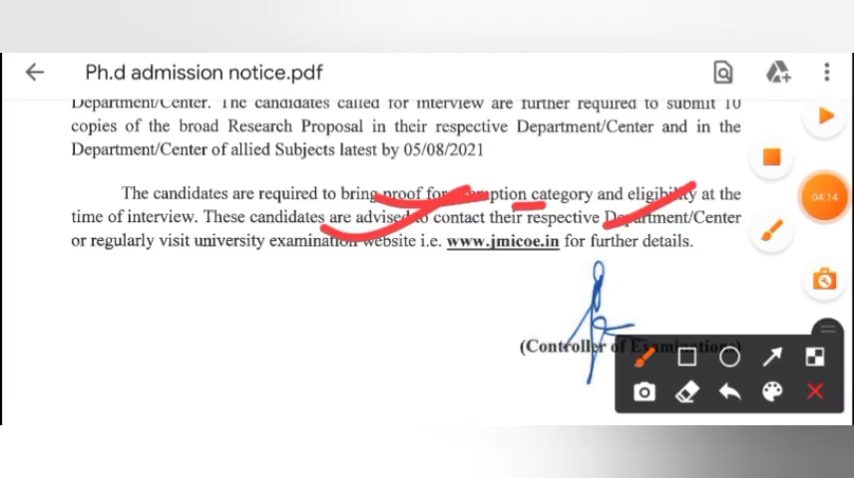 Ph.d admission notice.pdf
Department/Center. The candidates called for interview are further required to submit 10
copies of the broad Research Proposal in their respective Department/Center and in the
Department/Center of allied Subjects latest by 05/08/2021
The candidates are required to bring proof for exemption category and eligibility at the
time of interview. These candidates are advised to contact their respective Department/Center
or regularly visit university examination website i.e. www.jmicoe.in for further details.
(Controller of Examinations)
04:14